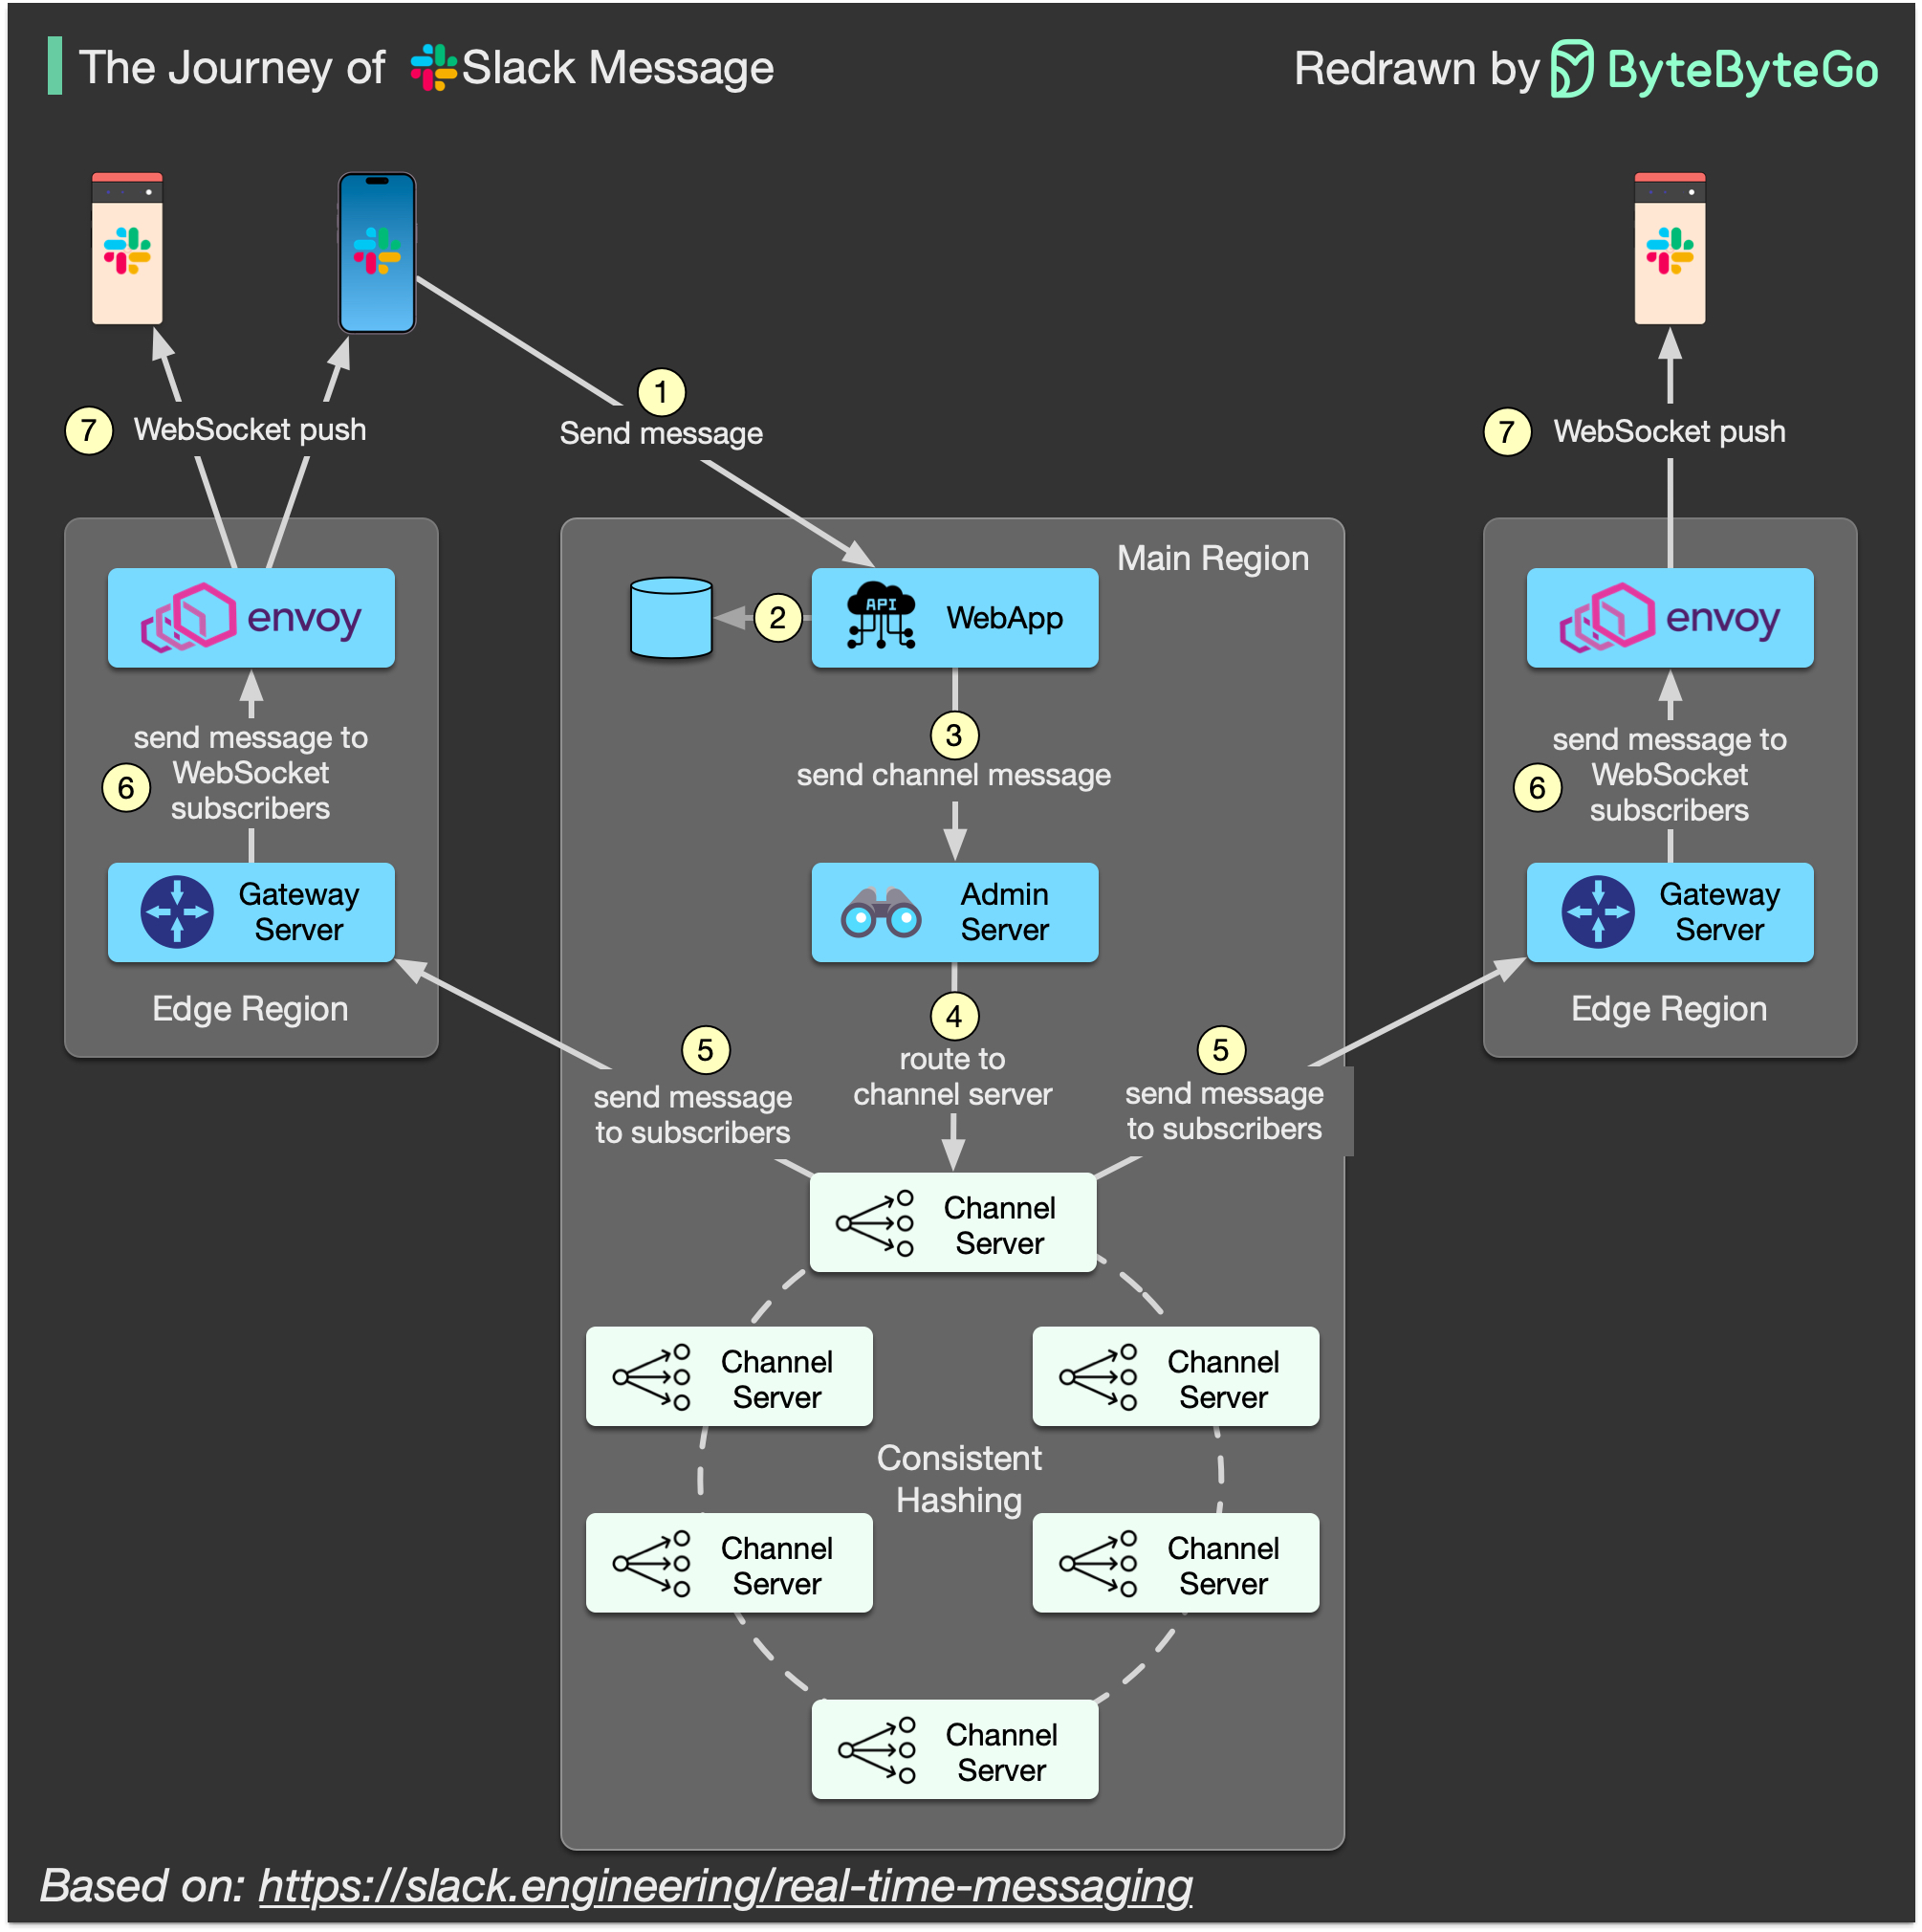 The Journey of Slack Message
Redrawn by ByteByteGo
1
Send message
7
WebSocket push
7
WebSocket push
Main Region
envoy
2
API
WebApp
envoy
3
send channel message
6
send message to
WebSocket
subscribers
6
send message to
WebSocket
subscribers
Gateway
Server
Edge Region
Admin
Server
Gateway
Server
Edge Region
4
route to
channel server
5
send message
to subscribers
5
send message
to subscribers
Channel
Server
Channel
Server
Channel
Server
Consistent
Hashing
Channel
Server
Channel
Server
Channel
Server
Based on: https://slack.engineering/real-time-messaging